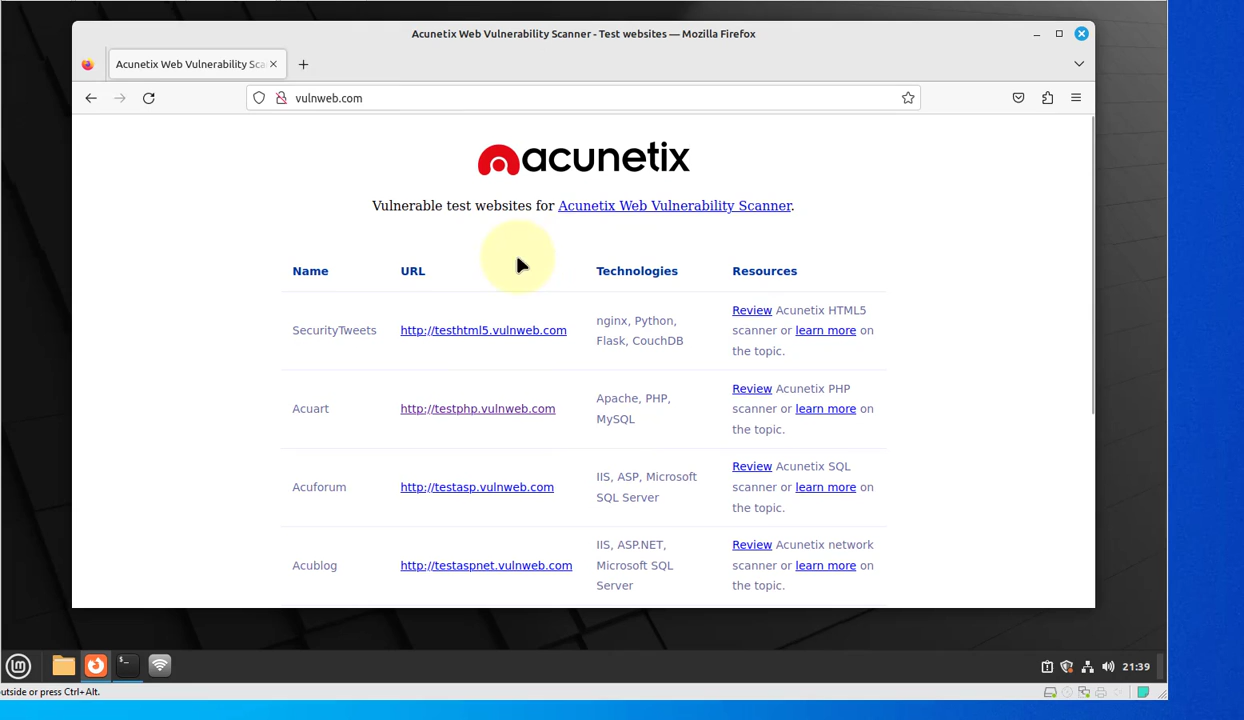 Acunetix Web Vulnerability Scanner - Test websites — Mozilla Firefox
Acunetix Web Vulnerability Sca
vulnweb.com
acunetix
Vulnerable test websites for Acunetix Web Vulnerability Scanner.
Name URL Technologies Resources
SecurityTweets http://testhtml5.vulnweb.com nginx, Python,
Flask, CouchDB
Review Acunetix HTML5
scanner or learn more on
the topic.
Acuart http://testphp.vulnweb.com Apache, PHP,
MySQL
Review Acunetix PHP
scanner or learn more on
the topic.
Acuforum http://testasp.vulnweb.com IIS, ASP, Microsoft
SQL Server
Review Acunetix SQL
scanner or learn more on
the topic.
Acublog http://testaspnet.vulnweb.com IIS, ASP.NET,
Microsoft SQL
Server
Review Acunetix network
scanner or learn more on
the topic.
21:39
utside or press Ctrl+Alt.